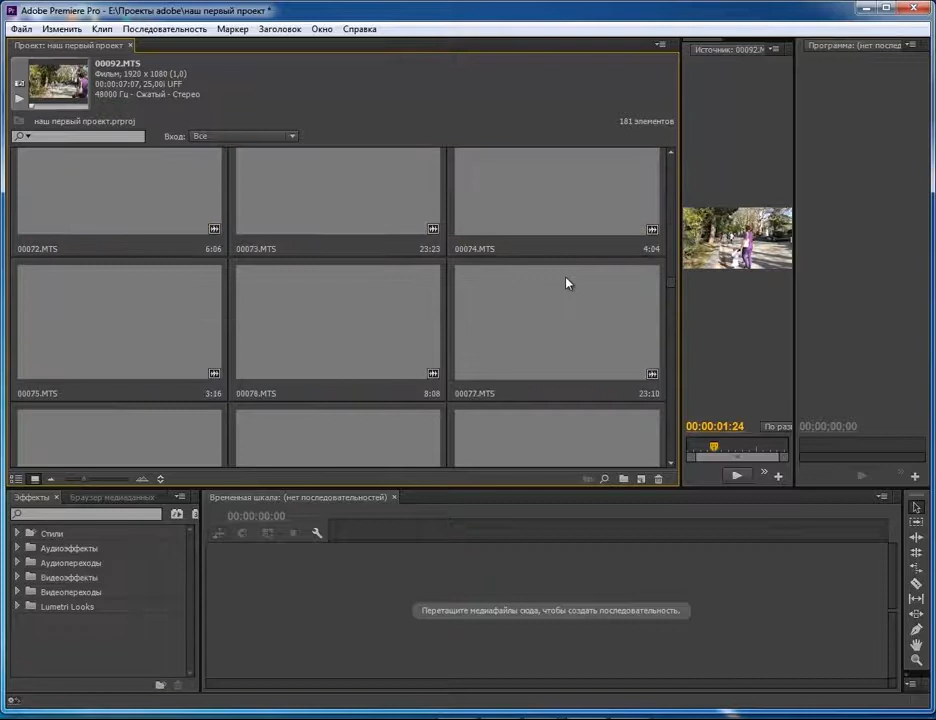 Adobe Premiere Pro - E:\Проекты adobe\наш первый проект *
Файл Изменить Клип Последовательность Маркер Заголовок Окно Справка
Проект: наш первый проект
Источник: 00092.M
Программа: (нет послед
00092.MTS
Фильм, 1920 x 1080 (1,0)
00:00:07:07, 25,00i UFF
48000 Гц - Сжатый - Стерео
наш первый проект.prproj
181 элементов
Вход: Все
00072.MTS 6:06
00073.MTS 23:23
00074.MTS 4:04
00075.MTS 3:16
00076.MTS 8:08
00077.MTS 23:10
00:00:01:24 По раз
00;00;00;00
Эффекты Браузер медиаданных
Временная шкала: (нет последовательностей)
00:00:00:00
Стили
Аудиоэффекты
Аудиопереходы
Видеоэффекты
Видеопереходы
Lumetri Looks
Перетащите медиафайлы сюда, чтобы создать последовательность.